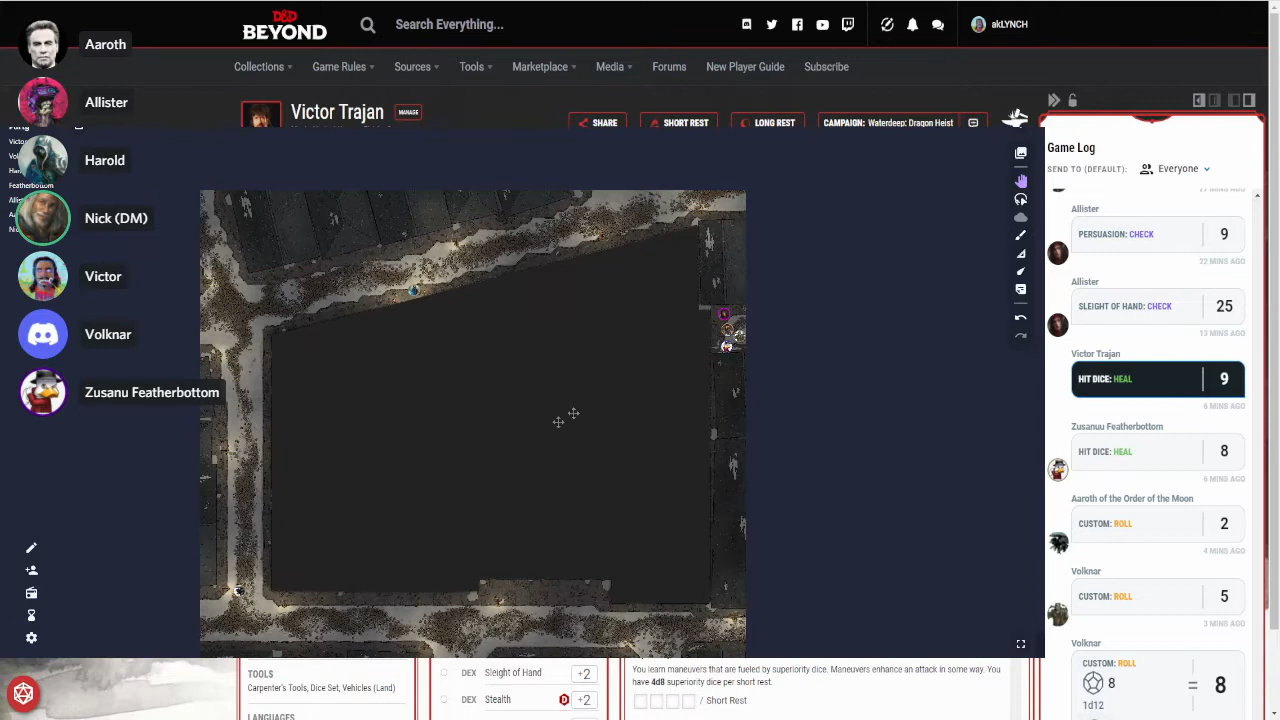 D&D
BEYOND
Search Everything...
akLYNCH
Collections
Game Rules
Sources
Tools
Marketplace
Media
Forums
New Player Guide
Subscribe
Victor Trajan
MANAGE
SHARE
SHORT REST
LONG REST
CAMPAIGN: Waterdeep: Dragon Heist
Aaroth
Allister
Harold
Nick (DM)
Victor
Volknar
Zusanu Featherbottom
Featherbottom
Game Log
SEND TO (DEFAULT):
Everyone
27 MINS AGO
Allister
PERSUASION: CHECK
9
22 MINS AGO
Allister
SLEIGHT OF HAND: CHECK
25
13 MINS AGO
Victor Trajan
HIT DICE: HEAL
9
6 MINS AGO
Zusanuu Featherbottom
HIT DICE: HEAL
8
6 MINS AGO
Aaroth of the Order of the Moon
CUSTOM: ROLL
2
4 MINS AGO
Volknar
CUSTOM: ROLL
5
3 MINS AGO
Volknar
CUSTOM: ROLL
8
1d12
=
8
TOOLS
Carpenter's Tools, Dice Set, Vehicles (Land)
LANGUAGES
DEX
Sleight of Hand
+2
DEX
Stealth
D
+2
You learn maneuvers that are fueled by superiority dice. Maneuvers enhance an attack in some way. You
have 4d8 superiority dice per short rest.
/ Short Rest